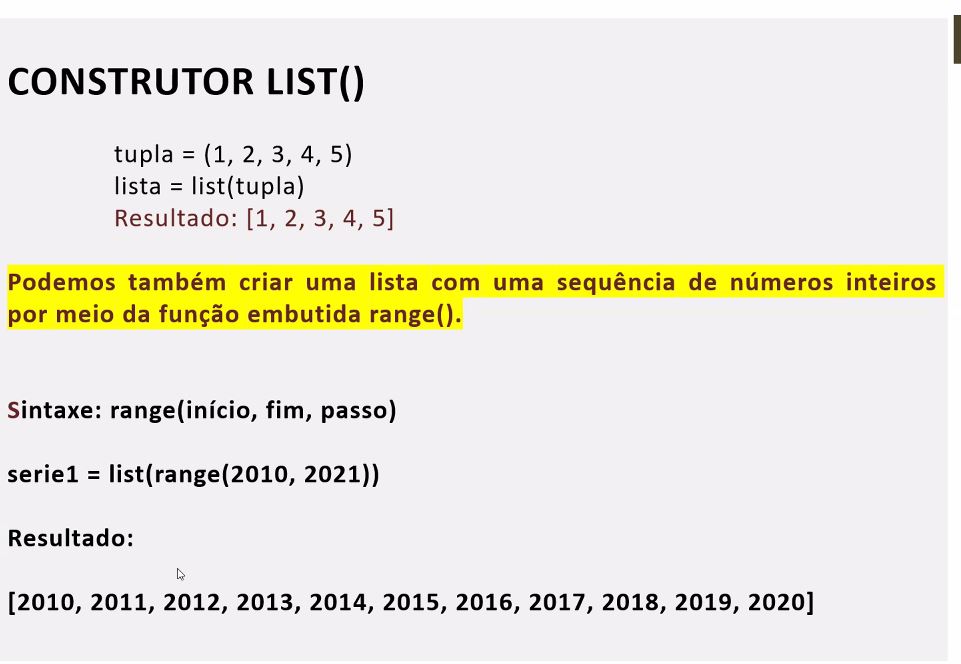 CONSTRUTOR LIST()
tupla = (1, 2, 3, 4, 5)
lista = list(tupla)
Resultado: [1, 2, 3, 4, 5]
Podemos também criar uma lista com uma sequência de números inteiros
por meio da função embutida range().
Sintaxe: range(início, fim, passo)
serie1 = list(range(2010, 2021))
Resultado:
[2010, 2011, 2012, 2013, 2014, 2015, 2016, 2017, 2018, 2019, 2020]